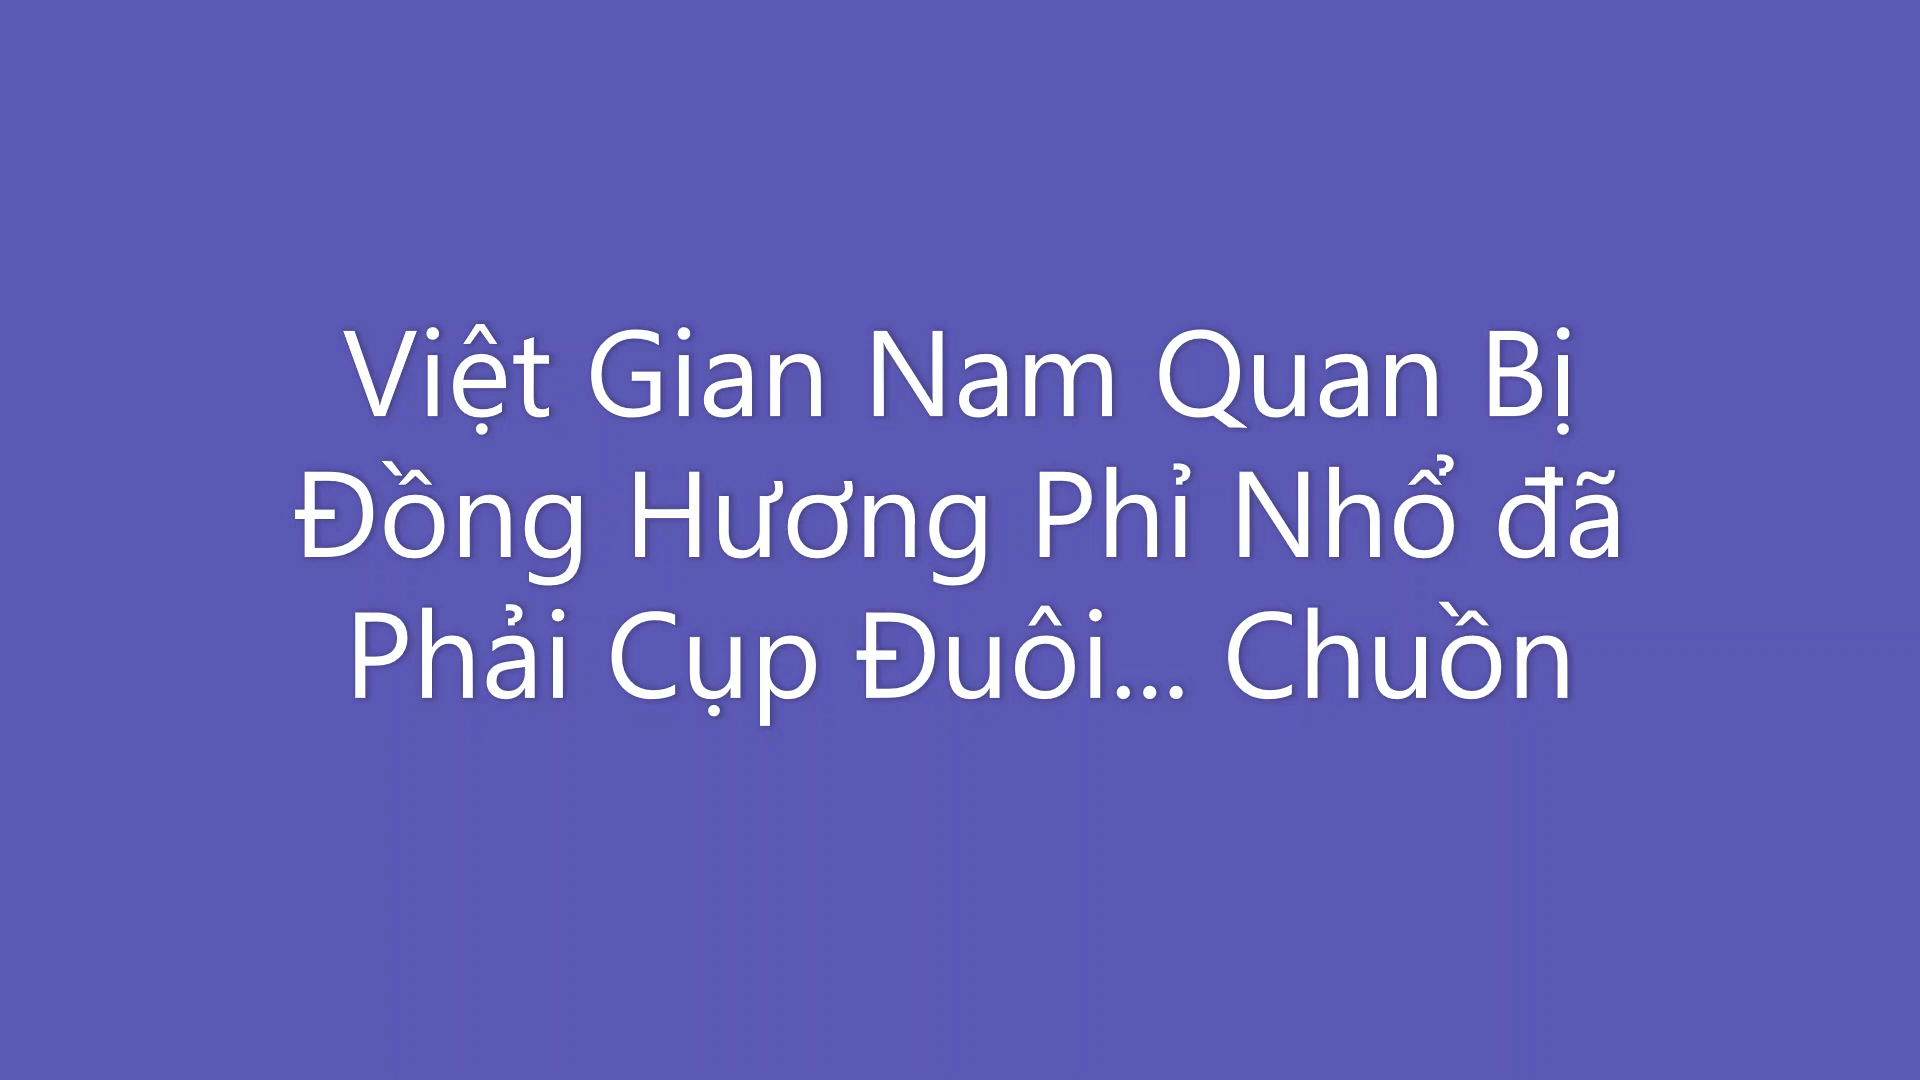 Việt Gian Nam Quan Bị
Đồng Hương Phỉ Nhổ đã
Phải Cụp Đuôi... Chuồn